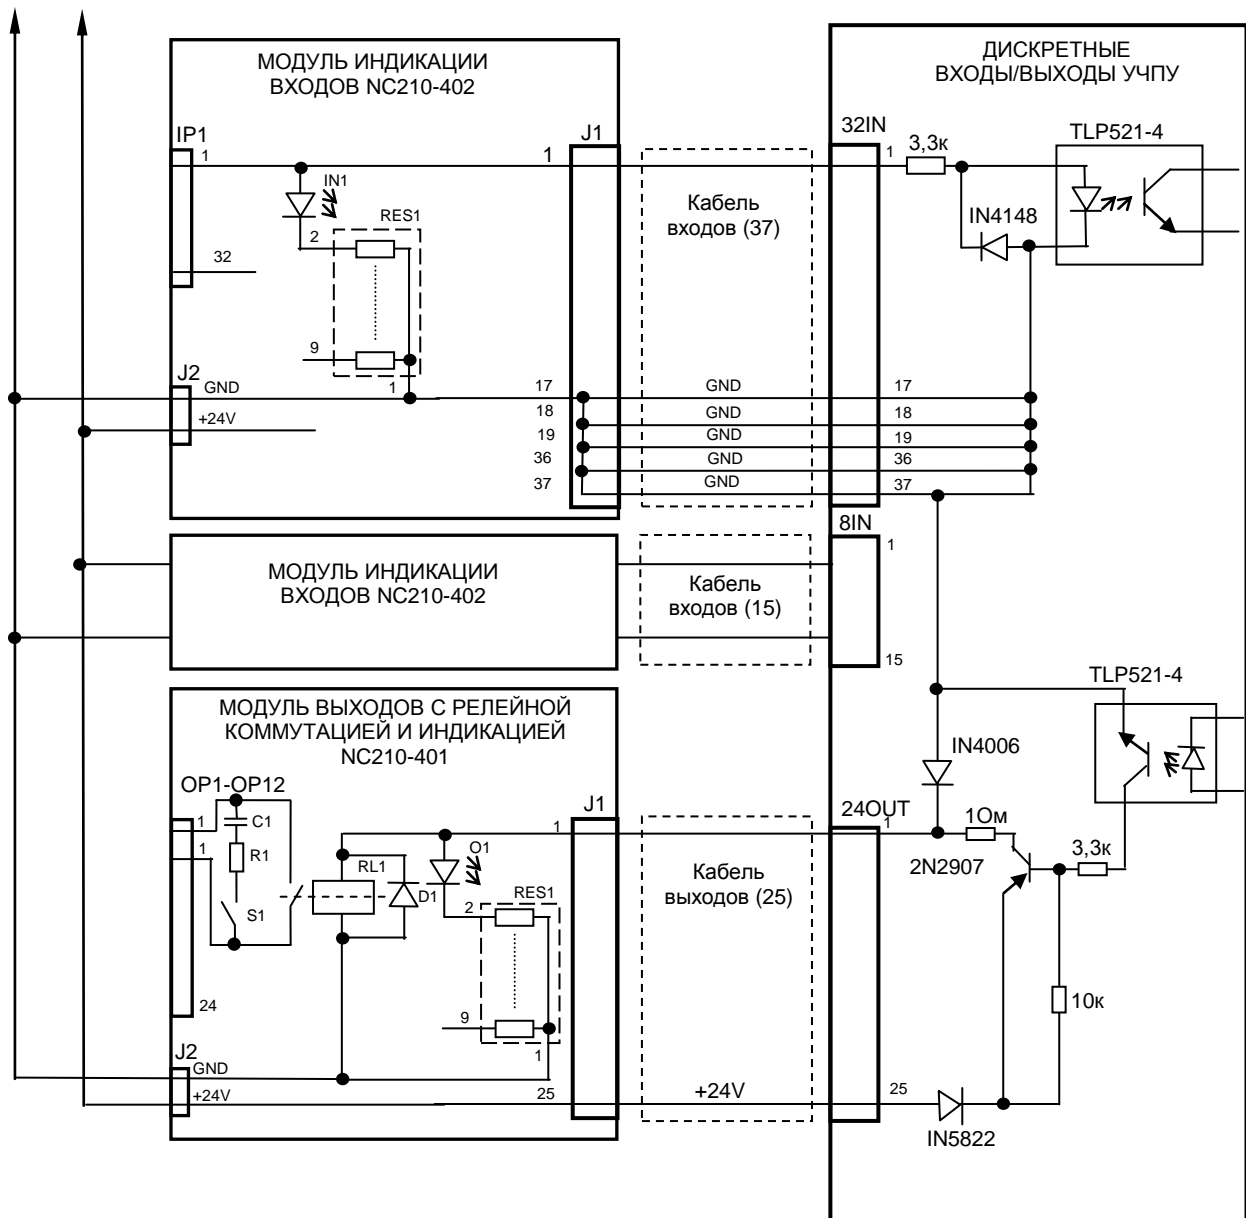 МОДУЛЬ ИНДИКАЦИИ
ВХОДОВ NC210-402
IP1
1
IN1
RES1
2
32
9
1
J2
GND
+24V
J1
1
17
18
19
36
37
Кабель
входов (37)
GND
GND
GND
GND
GND
ДИСКРЕТНЫЕ
ВХОДЫ/ВЫХОДЫ УЧПУ
32IN
1
3,3к
TLP521-4
IN4148
17
18
19
36
37
МОДУЛЬ ИНДИКАЦИИ
ВХОДОВ NC210-402
Кабель
входов (15)
8IN
1
15
МОДУЛЬ ВЫХОДОВ С РЕЛЕЙНОЙ
КОММУТАЦИЕЙ И ИНДИКАЦИЕЙ
NC210-401
OP1-OP12
1
C1
1
R1
S1
24
RL1
D1
O1
RES1
2
9
1
J1
1
25
J2
GND
+24V
Кабель
выходов (25)
+24V
TLP521-4
IN4006
24OUT
1
1Ом
2N2907
3,3к
10к
25
IN5822